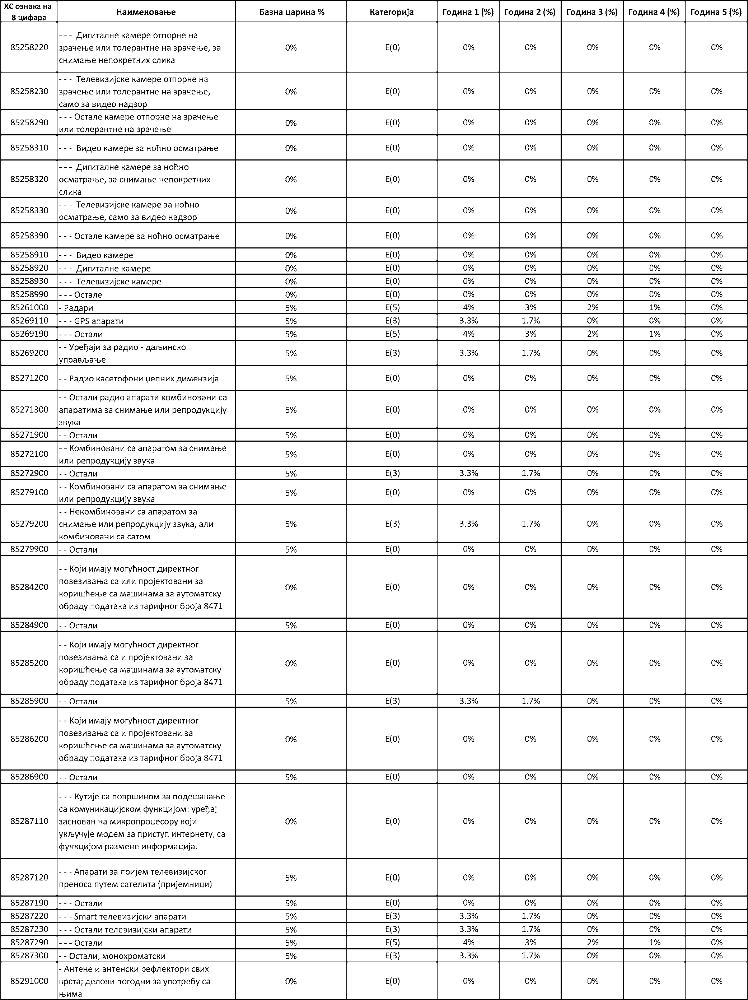 ХС ознака на 8 цифара | Наименовање | Базна царина % | Категорија | Година 1 (%) | Година 2 (%) | Година 3 (%) | Година 4 (%) | Година 5 (%)
85258220 | - - - Дигиталне камере отпорне на зрачење или толерантне на зрачење, за снимање непокретних слика | 0% | E(0) | 0% | 0% | 0% | 0% | 0%
85258230 | - - - Телевизијске камере отпорне на зрачење или толерантне на зрачење, само за видео надзор | 0% | E(0) | 0% | 0% | 0% | 0% | 0%
85258290 | - - - Остале камере отпорне на зрачење или толерантне на зрачење | 0% | E(0) | 0% | 0% | 0% | 0% | 0%
85258310 | - - - Видео камере за ноћно осматрање | 0% | E(0) | 0% | 0% | 0% | 0% | 0%
85258320 | - - - Дигиталне камере за ноћно осматрање, за снимање непокретних слика | 0% | E(0) | 0% | 0% | 0% | 0% | 0%
85258330 | - - - Телевизијске камере за ноћно осматрање, само за видео надзор | 0% | E(0) | 0% | 0% | 0% | 0% | 0%
85258390 | - - - Остале камере за ноћно осматрање | 0% | E(0) | 0% | 0% | 0% | 0% | 0%
85258910 | - - - Видео камере | 0% | E(0) | 0% | 0% | 0% | 0% | 0%
85258920 | - - - Дигиталне камере | 0% | E(0) | 0% | 0% | 0% | 0% | 0%
85258930 | - - - Телевизијске камере | 0% | E(0) | 0% | 0% | 0% | 0% | 0%
85258990 | - - - Остале | 0% | E(0) | 0% | 0% | 0% | 0% | 0%
85261000 | - Радари | 5% | E(5) | 4% | 3% | 2% | 1% | 0%
85269110 | - - - GPS апарати | 5% | E(3) | 3.3% | 1.7% | 0% | 0% | 0%
85269190 | - - - Остали | 5% | E(5) | 4% | 3% | 2% | 1% | 0%
85269200 | - - Уређаји за радио - даљинско управљање | 5% | E(3) | 3.3% | 1.7% | 0% | 0% | 0%
85271200 | - - Радио касетофони џепних димензија | 5% | E(0) | 0% | 0% | 0% | 0% | 0%
85271300 | - - Остали радио апарати комбиновани са апаратима за снимање или репродукцију звука | 5% | E(0) | 0% | 0% | 0% | 0% | 0%
85271900 | - - Остали | 5% | E(0) | 0% | 0% | 0% | 0% | 0%
85272100 | - - Комбиновани са апаратом за снимање или репродукцију звука | 5% | E(0) | 0% | 0% | 0% | 0% | 0%
85272900 | - - Остали | 5% | E(3) | 3.3% | 1.7% | 0% | 0% | 0%
85279100 | - - Комбиновани са апаратом за снимање или репродукцију звука | 5% | E(0) | 0% | 0% | 0% | 0% | 0%
85279200 | - - Некомбиновани са апаратом за снимање или репродукцију звука, али комбиновани са сатом | 5% | E(3) | 3.3% | 1.7% | 0% | 0% | 0%
85279900 | - - Остали | 5% | E(0) | 0% | 0% | 0% | 0% | 0%
85284200 | - - Који имају могућност директног повезивања са или пројектовани за коришћење са машинама за аутоматску обраду података из тарифног броја 8471 | 0% | E(0) | 0% | 0% | 0% | 0% | 0%
85284900 | - - Остали | 5% | E(0) | 0% | 0% | 0% | 0% | 0%
85285200 | - - Који имају могућност директног повезивања са и пројектовани за коришћење са машинама за аутоматску обраду података из тарифног броја 8471 | 0% | E(0) | 0% | 0% | 0% | 0% | 0%
85285900 | - - Остали | 5% | E(3) | 3.3% | 1.7% | 0% | 0% | 0%
85286200 | - - Који имају могућност директног повезивања са и пројектовани за коришћење са машинама за аутоматску обраду података из тарифног броја 8471 | 0% | E(0) | 0% | 0% | 0% | 0% | 0%
85286900 | - - Остали | 5% | E(0) | 0% | 0% | 0% | 0% | 0%
85287110 | - - - Кутије са површином за подешавање са комуникацијском функцијом: уређај заснован на микропроцесору који укључује модем за приступ интернету, са функцијом размене информација. | 0% | E(0) | 0% | 0% | 0% | 0% | 0%
85287120 | - - - Апарати за пријем телевизијског преноса путем сателита (пријемници) | 5% | E(0) | 0% | 0% | 0% | 0% | 0%
85287190 | - - - Остали | 5% | E(0) | 0% | 0% | 0% | 0% | 0%
85287220 | - - - Smart телевизијски апарати | 5% | E(3) | 3.3% | 1.7% | 0% | 0% | 0%
85287230 | - - - Остали телевизијски апарати | 5% | E(3) | 3.3% | 1.7% | 0% | 0% | 0%
85287290 | - - - Остали | 5% | E(5) | 4% | 3% | 2% | 1% | 0%
85287300 | - - Остали, монохроматски | 5% | E(3) | 3.3% | 1.7% | 0% | 0% | 0%
85291000 | - Антене и антенски рефлектори свих врста; делови погодни за употребу са њима | 0% | E(0) | 0% | 0% | 0% | 0% | 0%